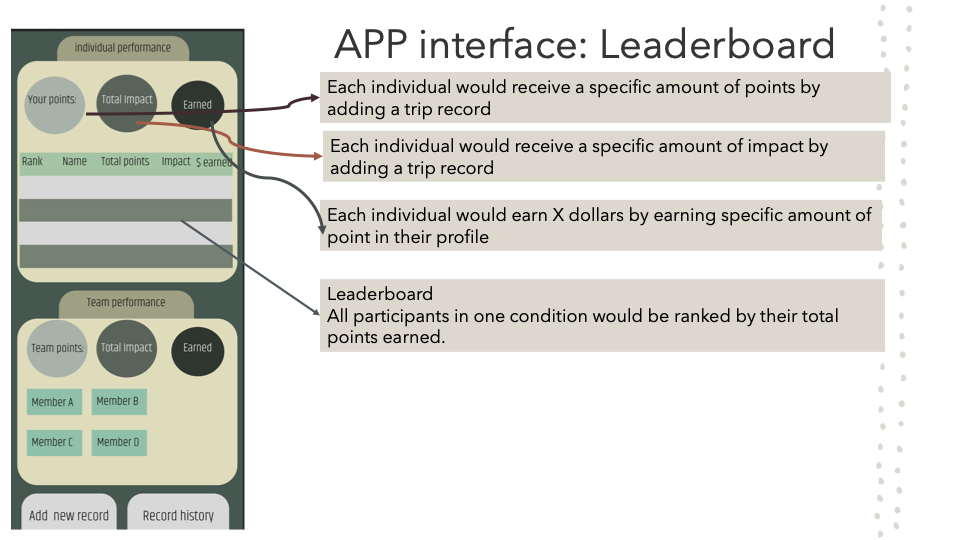 APP interface: Leaderboard
individual performance
Your points:
Total Impact
Earned
Rank Name Total points Impact $ earned
Team performance
Team points:
Total Impact
Earned
Member A
Member B
Member C
Member D
Add new record
Record history
Each individual would receive a specific amount of points by
adding a trip record
Each individual would receive a specific amount of impact by
adding a trip record
Each individual would earn X dollars by earning specific amount of
point in their profile
Leaderboard
All participants in one condition would be ranked by their total
points earned.